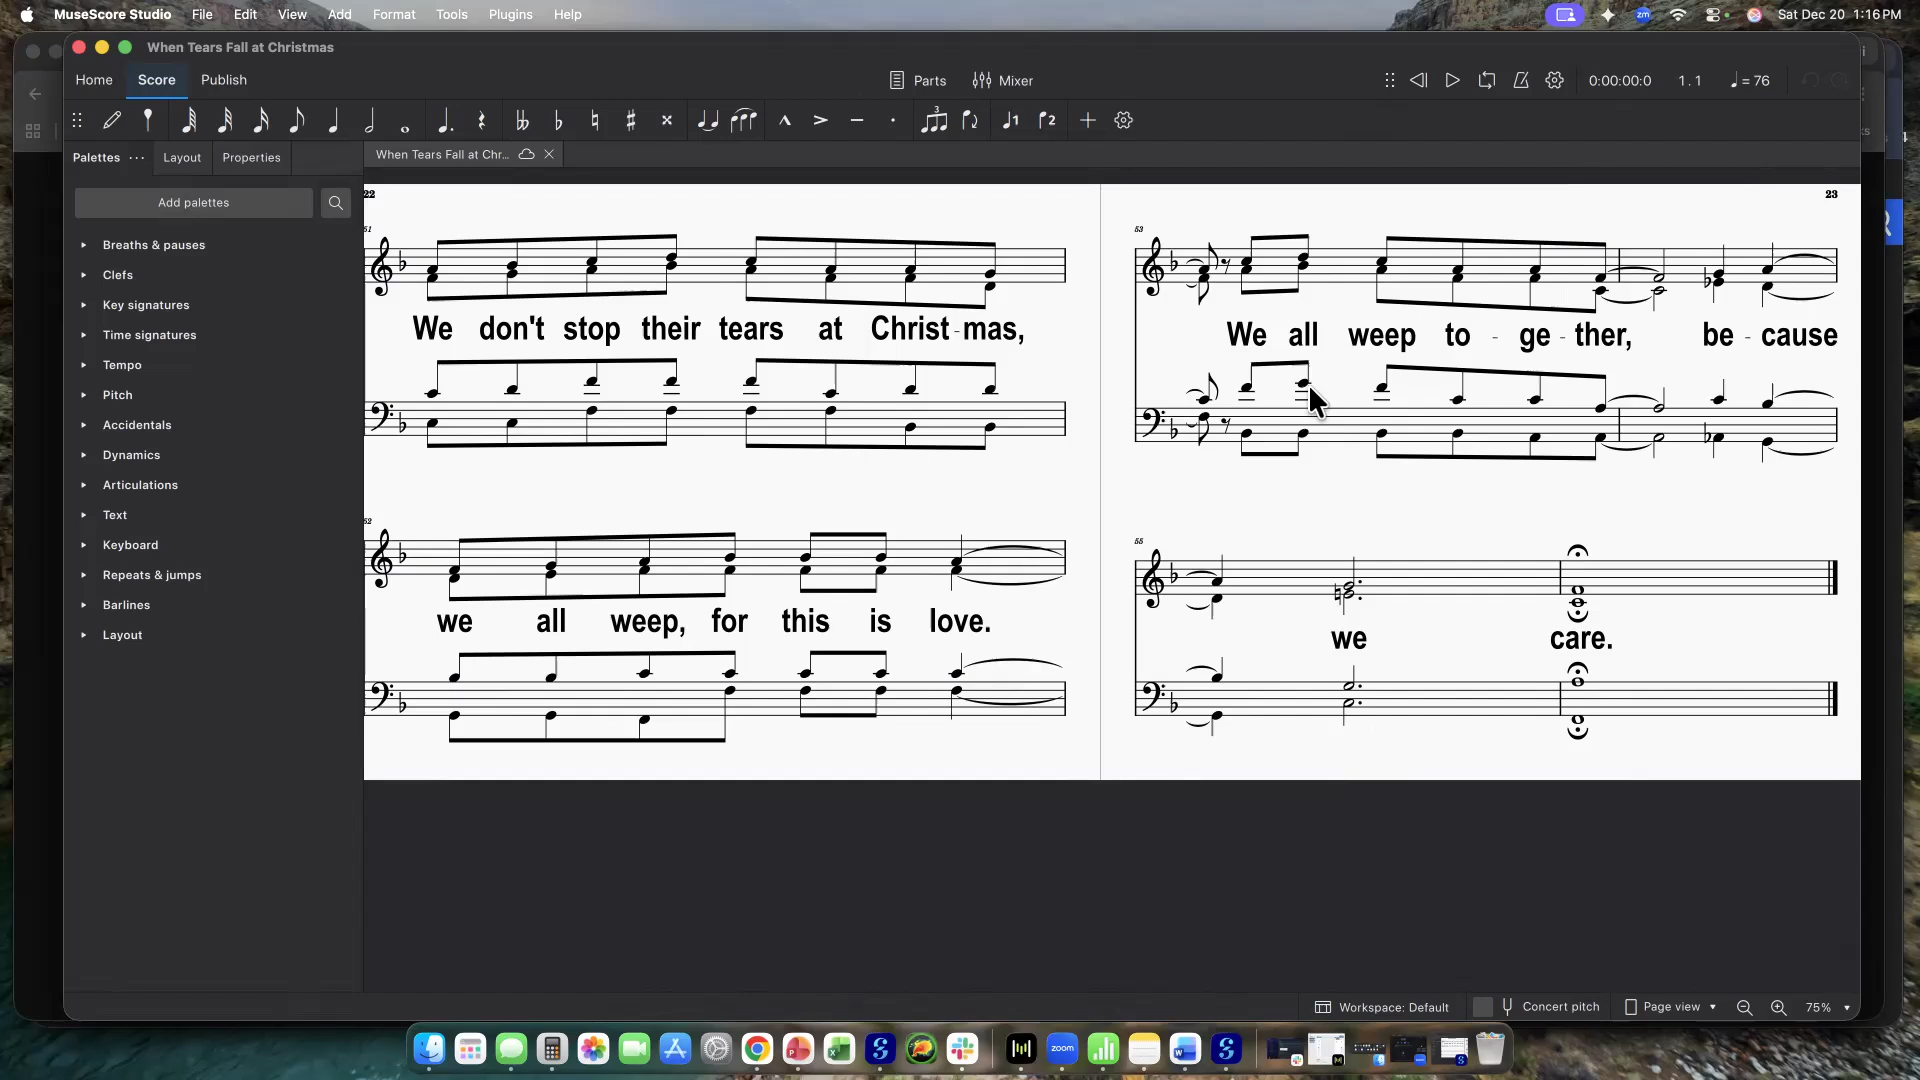 MuseScore Studio File Edit View Add Format Tools Plugins Help
zm Sat Dec 20 1:16 PM
When Tears Fall at Christmas
Home Score Publish
Parts Mixer
0:00:00:0 1 . 1 = 76
Palettes Layout Properties
When Tears Fall at Chr...
Add palettes
Breaths & pauses
Clefs
Key signatures
Time signatures
Tempo
Pitch
Accidentals
Dynamics
Articulations
Text
Keyboard
Repeats & jumps
Barlines
Layout
22
51
We don't stop their tears at Christ-mas,
52
we all weep, for this is love.
23
53
We all weep to - ge - ther, be - cause
55
we care.
Workspace: Default Concert pitch Page view 75%
zoom